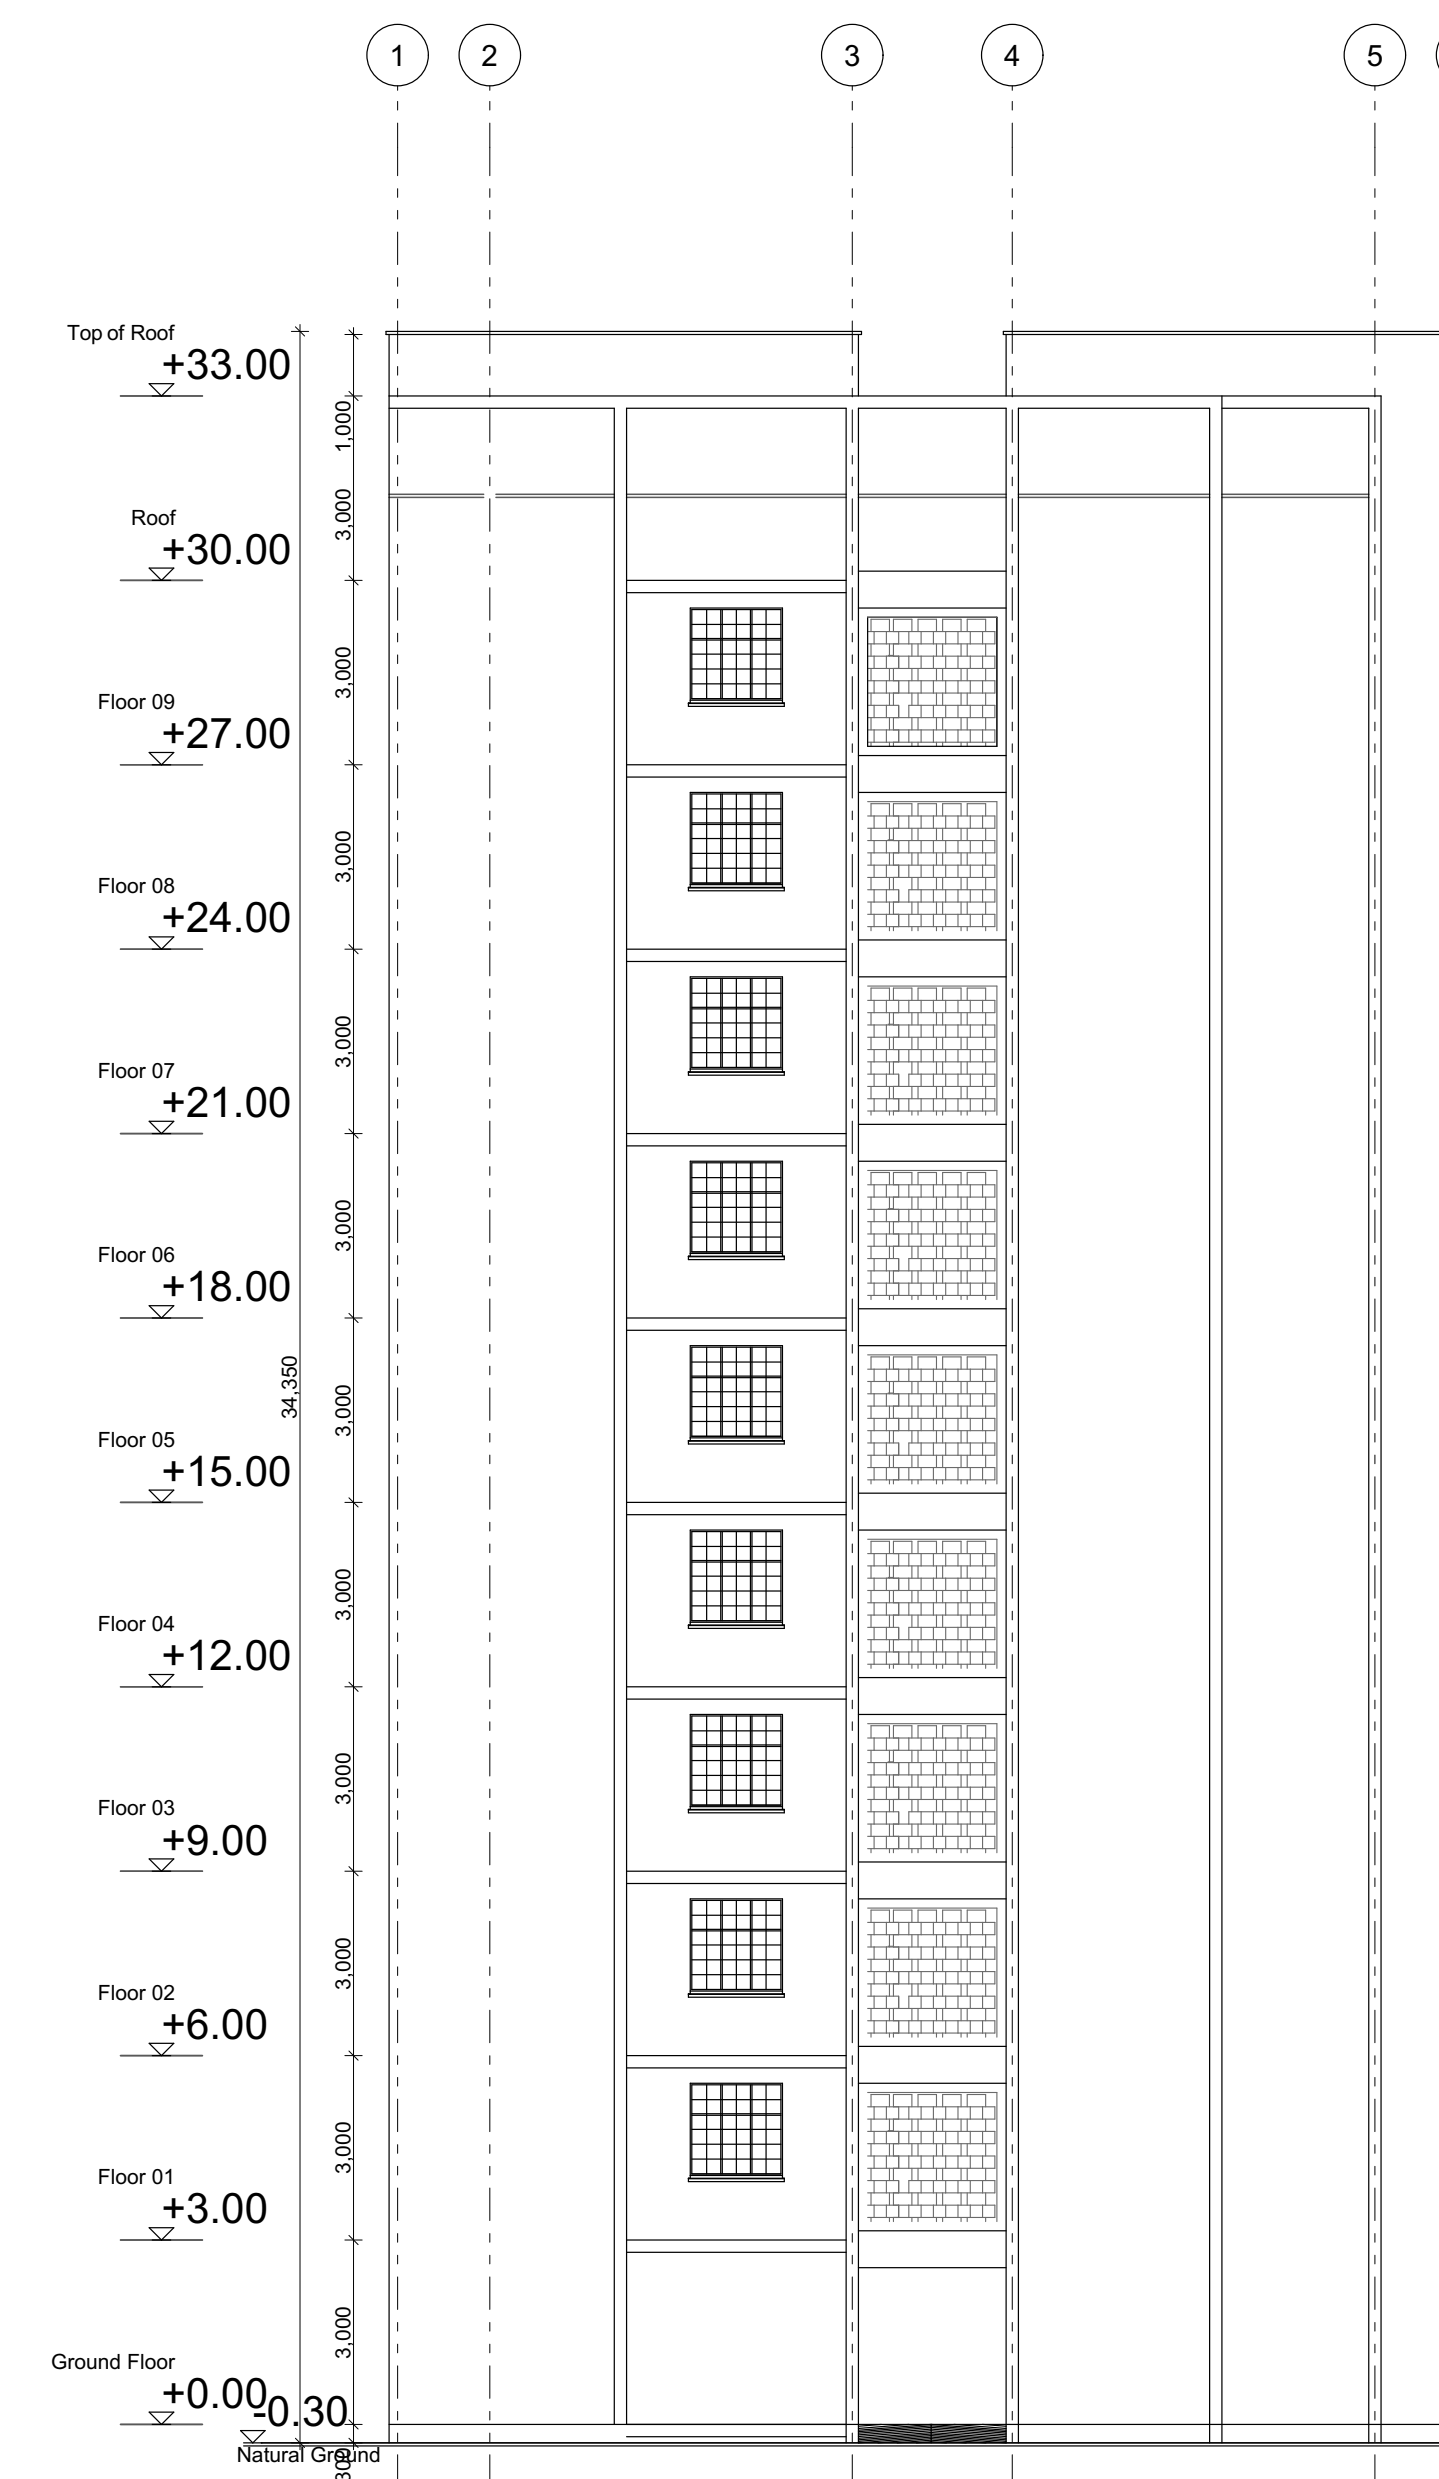 1 2 3 4 5
Top of Roof
+33.00
1,000
3,000
Roof
+30.00
3,000
Floor 09
+27.00
3,000
Floor 08
+24.00
3,000
Floor 07
+21.00
3,000
Floor 06
+18.00
34,350
3,000
Floor 05
+15.00
3,000
Floor 04
+12.00
3,000
Floor 03
+9.00
3,000
Floor 02
+6.00
3,000
Floor 01
+3.00
3,000
Ground Floor
+0.00
-0.30
Natural Ground
300